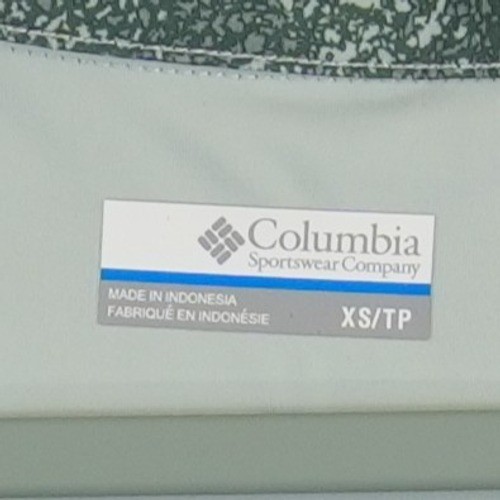 Columbia
Sportswear Company
MADE IN INDONESIA
FABRIQUÉ EN INDONÉSIE
XS/TP